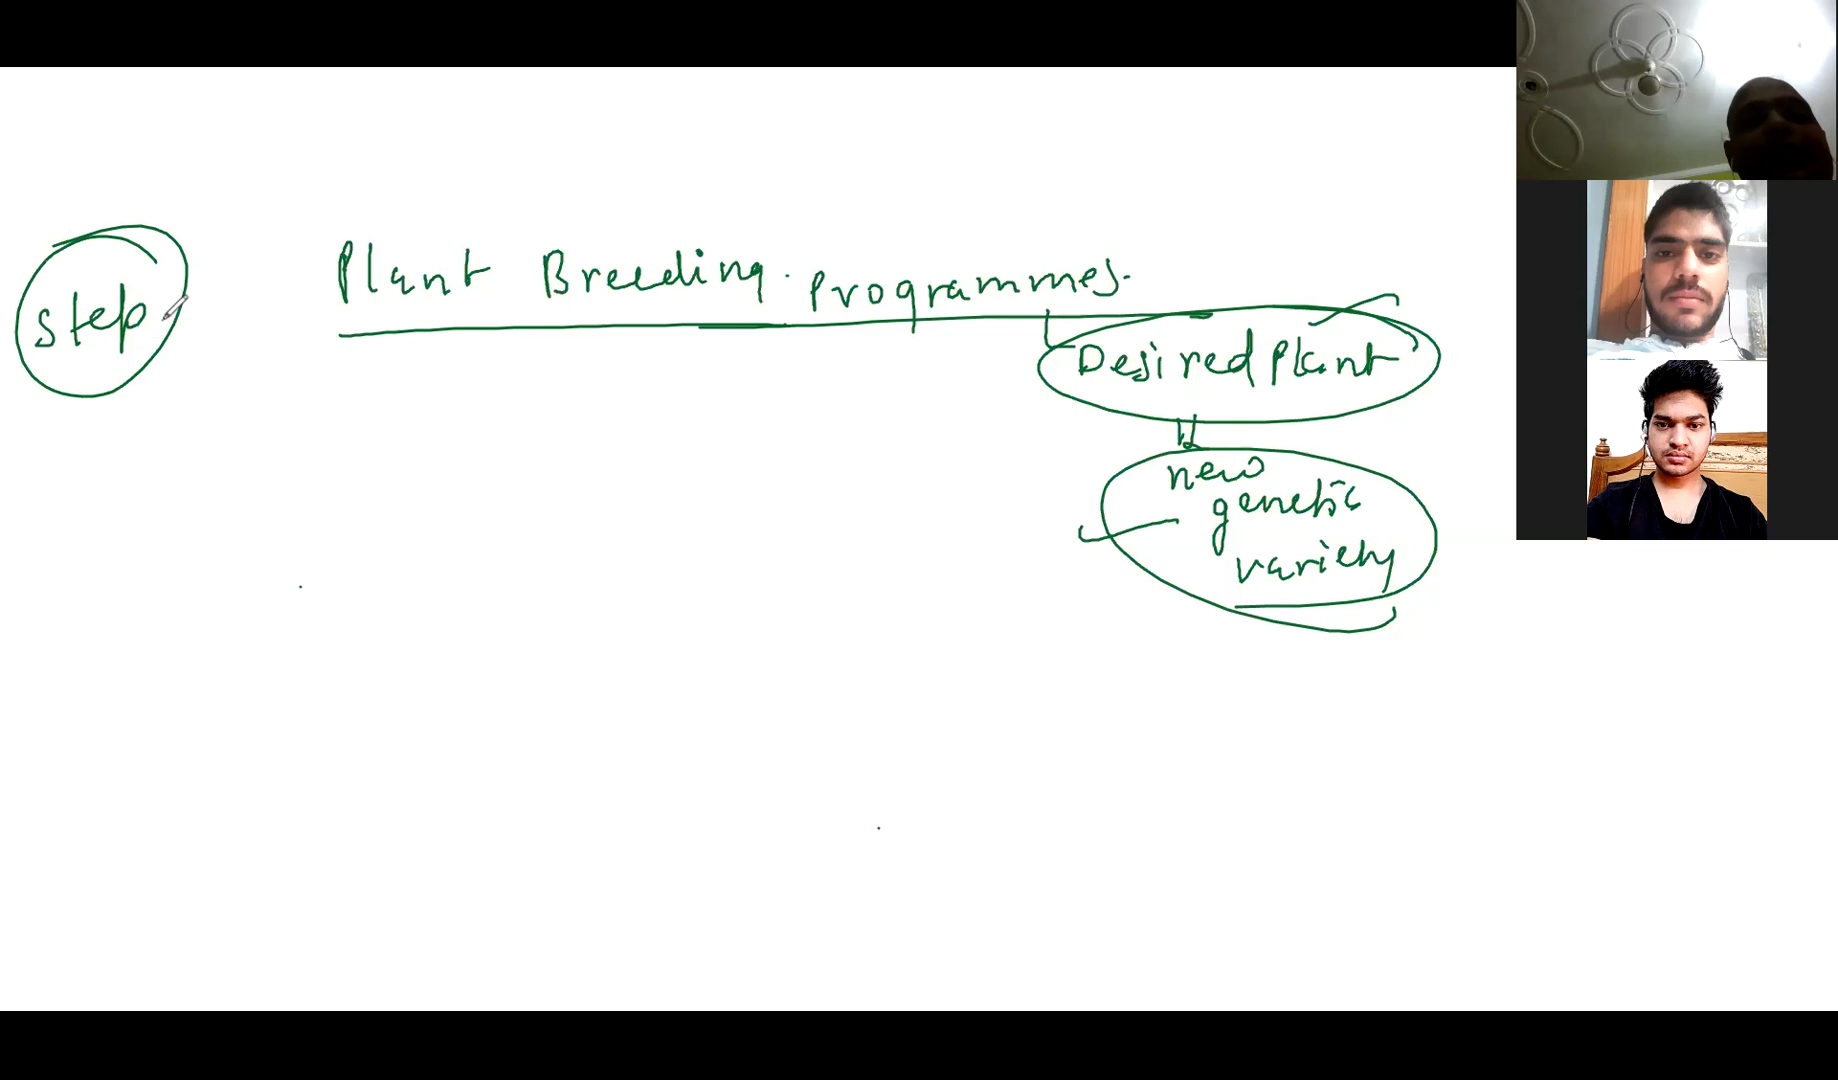 Plant Breeding. Programmes.
Step
Desired Plant
new
genetic
variety